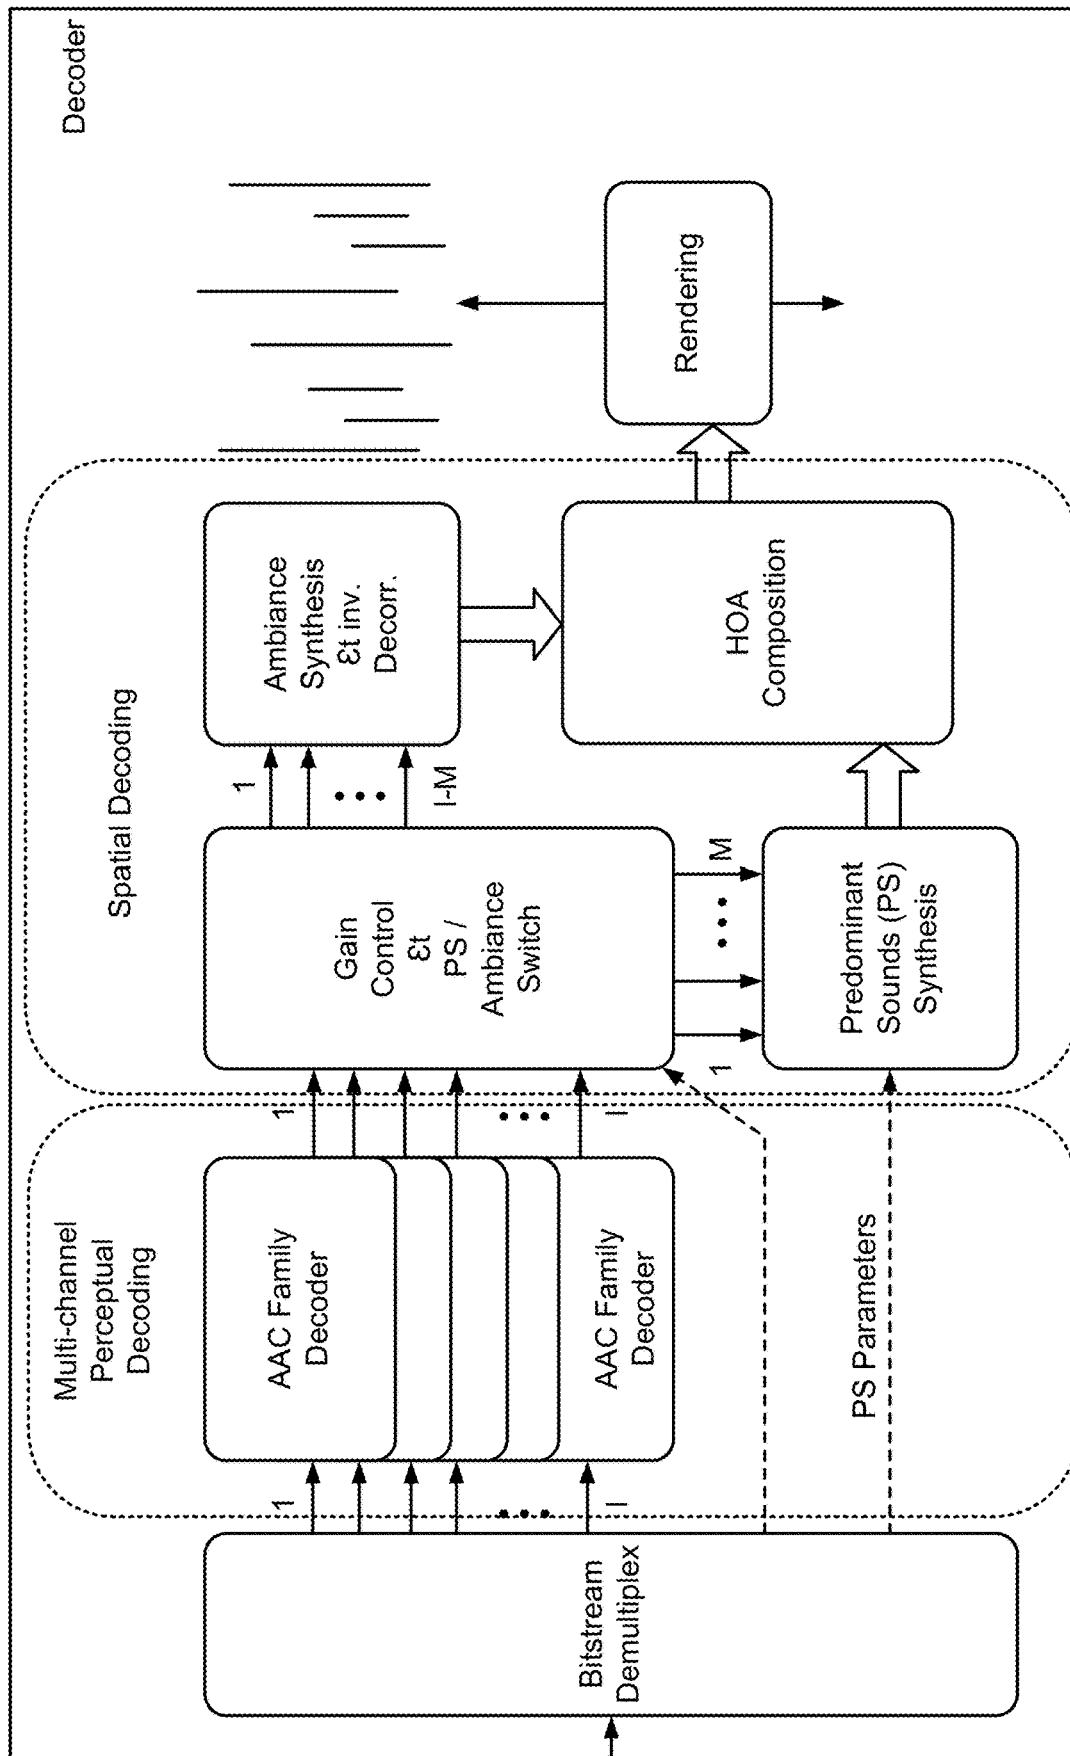 Decoder
Multi-channel
Perceptual
Decoding
Spatial Decoding
Bitstream
Demultiplex
1
I
AAC Family
Decoder
AAC Family
Decoder
1
I
PS Parameters
Gain
Control
&
PS /
Ambiance
Switch
1
I-M
1
M
Ambiance
Synthesis
& inv.
Decorr.
Predominant
Sounds (PS)
Synthesis
HOA
Composition
Rendering